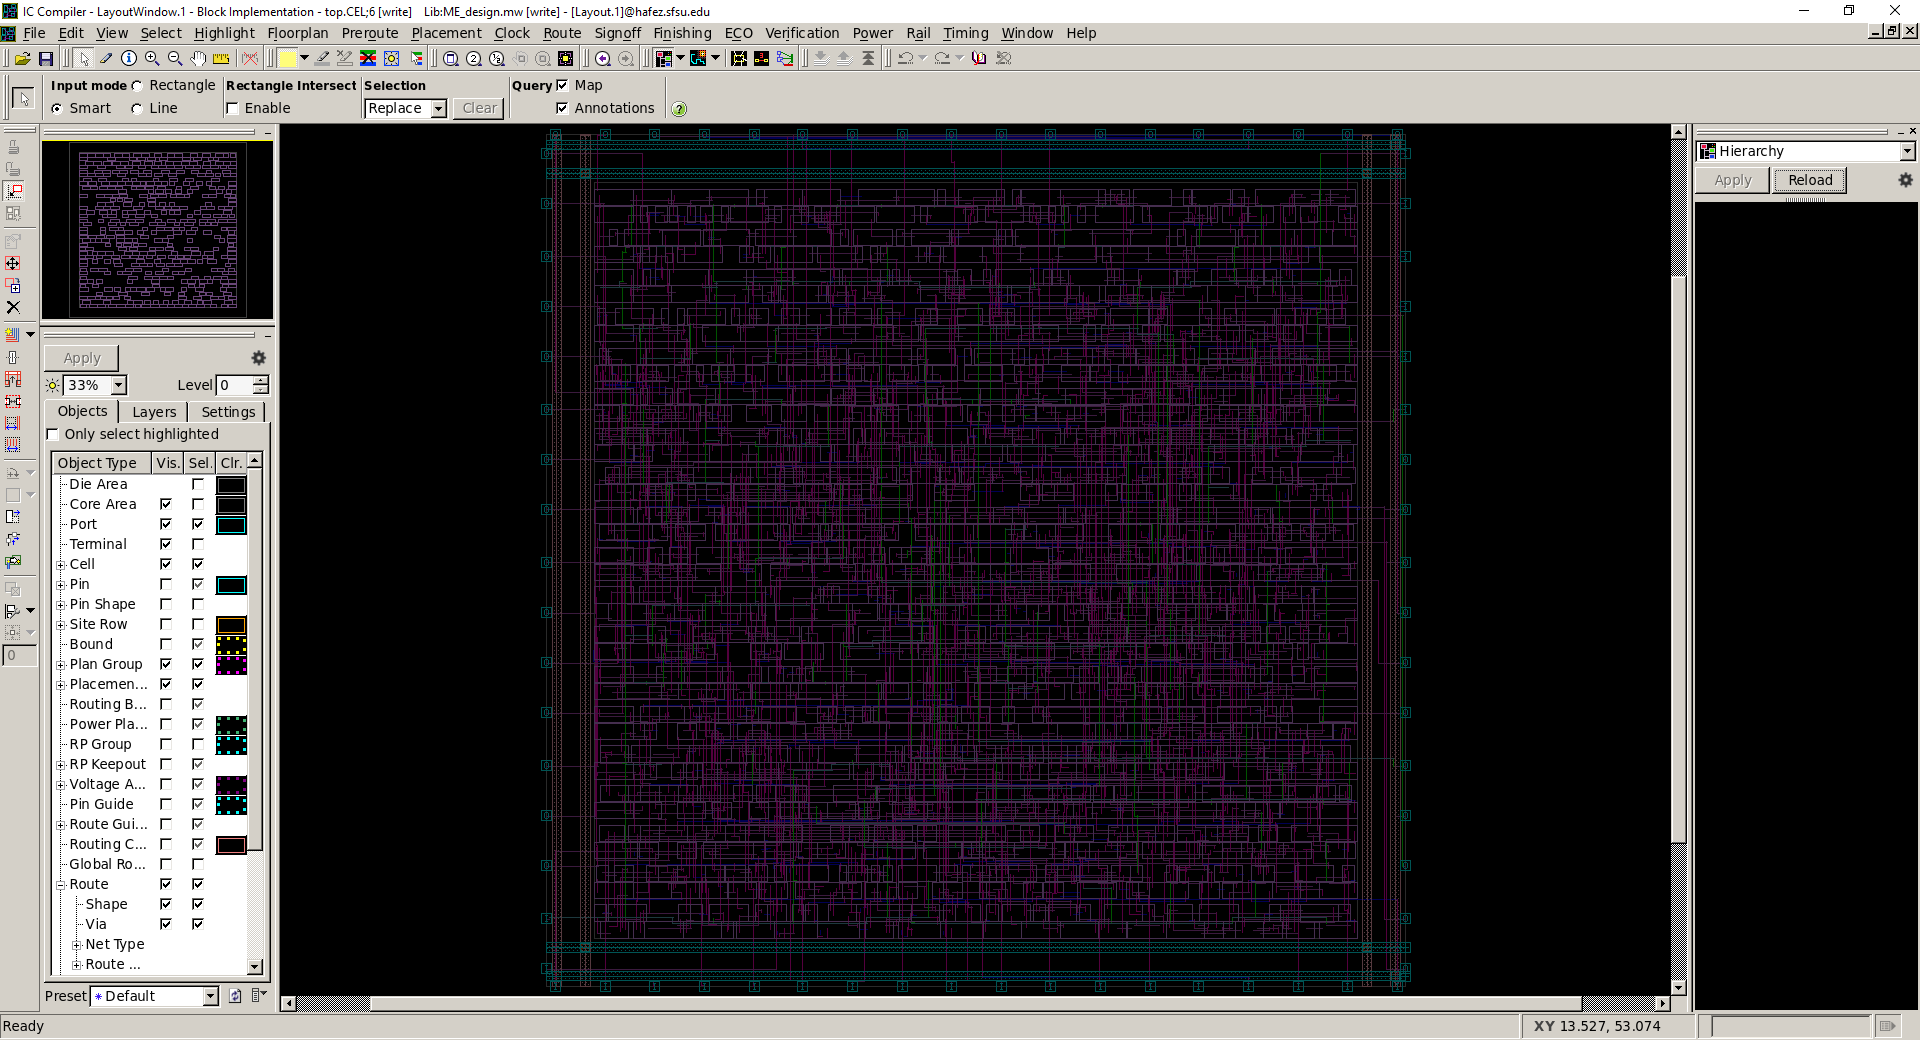 IC Compiler - LayoutWindow.1 - Block Implementation - top.CEL;6 [write]    Lib:ME_design.mw [write] - [Layout.1]@hafez.sfsu.edu
File Edit View Select Highlight Floorplan Preroute Placement Clock Route Signoff Finishing ECO Verification Power Rail Timing Window Help
Input mode Rectangle Rectangle Intersect Selection Query Map
Smart Line Enable Replace Clear Annotations
Hierarchy
Apply Reload
Apply
33% Level 0
Objects Layers Settings
Only select highlighted
Object Type Vis. Sel. Clr.
Die Area
Core Area
Port
Terminal
Cell
Pin
Pin Shape
Site Row
Bound
0
Plan Group
Placemen...
Routing B...
Power Pla...
RP Group
RP Keepout
Voltage A...
Pin Guide
Route Gui...
Routing C...
Global Ro...
Route
Shape
Via
Net Type
Route ...
Preset * Default
Ready
XY 13.527, 53.074